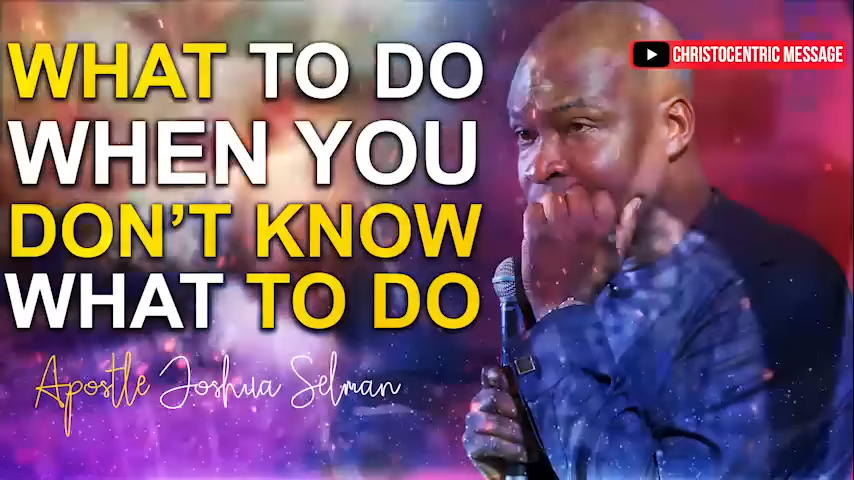 CHRISTOCENTRIC MESSAGE
WHAT TO DO
WHEN YOU
DON'T KNOW
WHAT TO DO
Apostle Joshua Selman